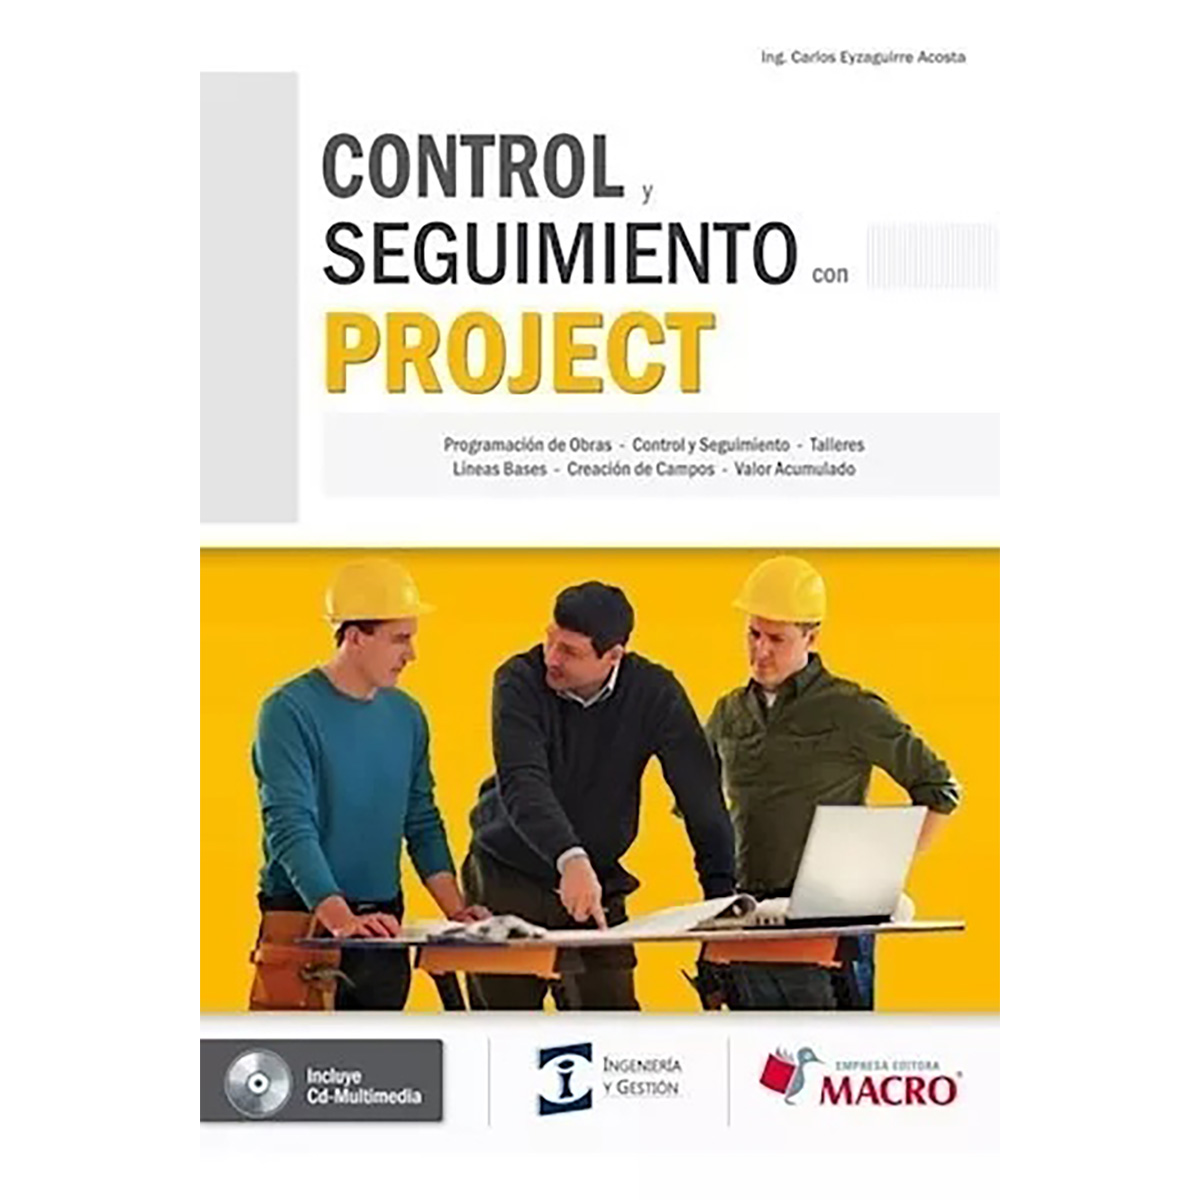 Ing. Carlos Eyzaguirre Acosta
CONTROL y
SEGUIMIENTO con
PROJECT
Programación de Obras - Control y Seguimiento - Talleres
Líneas Bases - Creación de Campos - Valor Acumulado
Incluye
Cd-Multimedia
i
INGENIERÍA
Y GESTIÓN
EMPRESA EDITORA
MACRO®